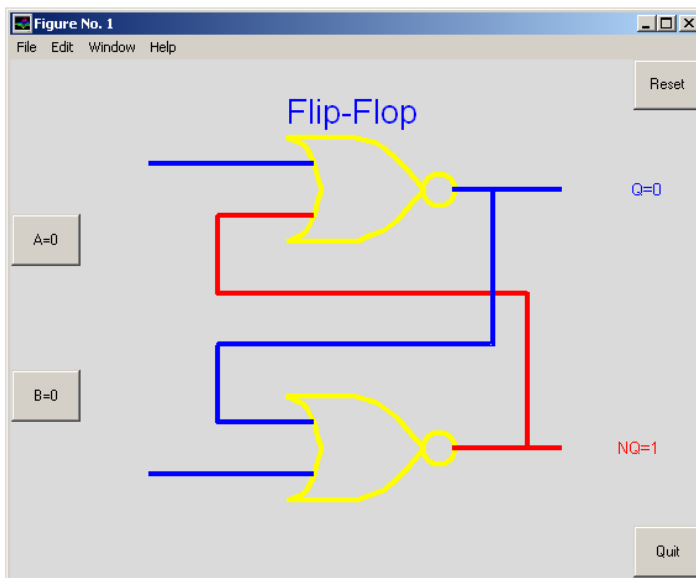 Figure No. 1
File Edit Window Help
Reset
Flip-Flop
Q=0
A=0
B=0
NQ=1
Quit